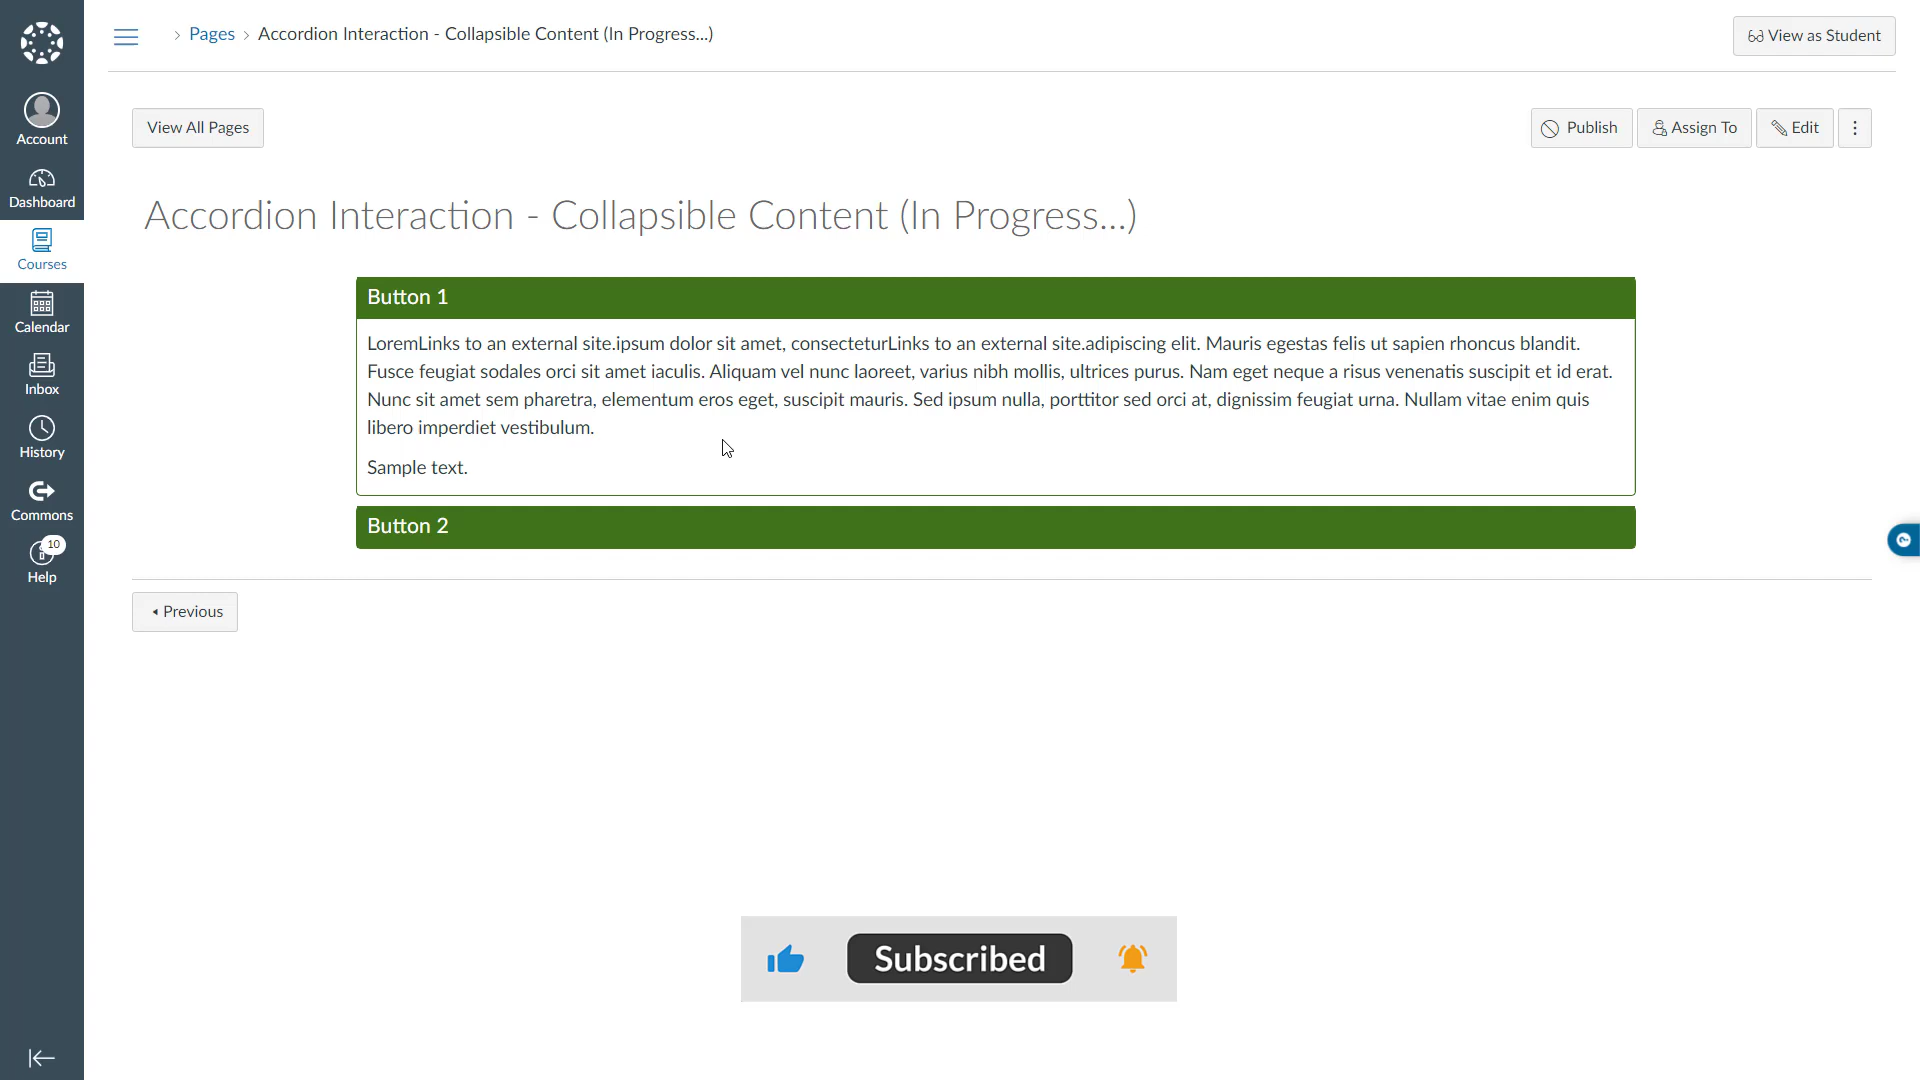 Pages > Accordion Interaction - Collapsible Content (In Progress...)
View as Student
Account
Dashboard
Courses
Calendar
Inbox
History
Commons
10
Help
View All Pages
Publish
Assign To
Edit
Accordion Interaction - Collapsible Content (In Progress...)
Button 1
LoremLinks to an external site.ipsum dolor sit amet, consecteturLinks to an external site.adipiscing elit. Mauris egestas felis ut sapien rhoncus blandit.
Fusce feugiat sodales orci sit amet iaculis. Aliquam vel nunc laoreet, varius nibh mollis, ultrices purus. Nam eget neque a risus venenatis suscipit et id erat.
Nunc sit amet sem pharetra, elementum eros eget, suscipit mauris. Sed ipsum nulla, porttitor sed orci at, dignissim feugiat urna. Nullam vitae enim quis
libero imperdiet vestibulum.
Sample text.
Button 2
Previous
Subscribed